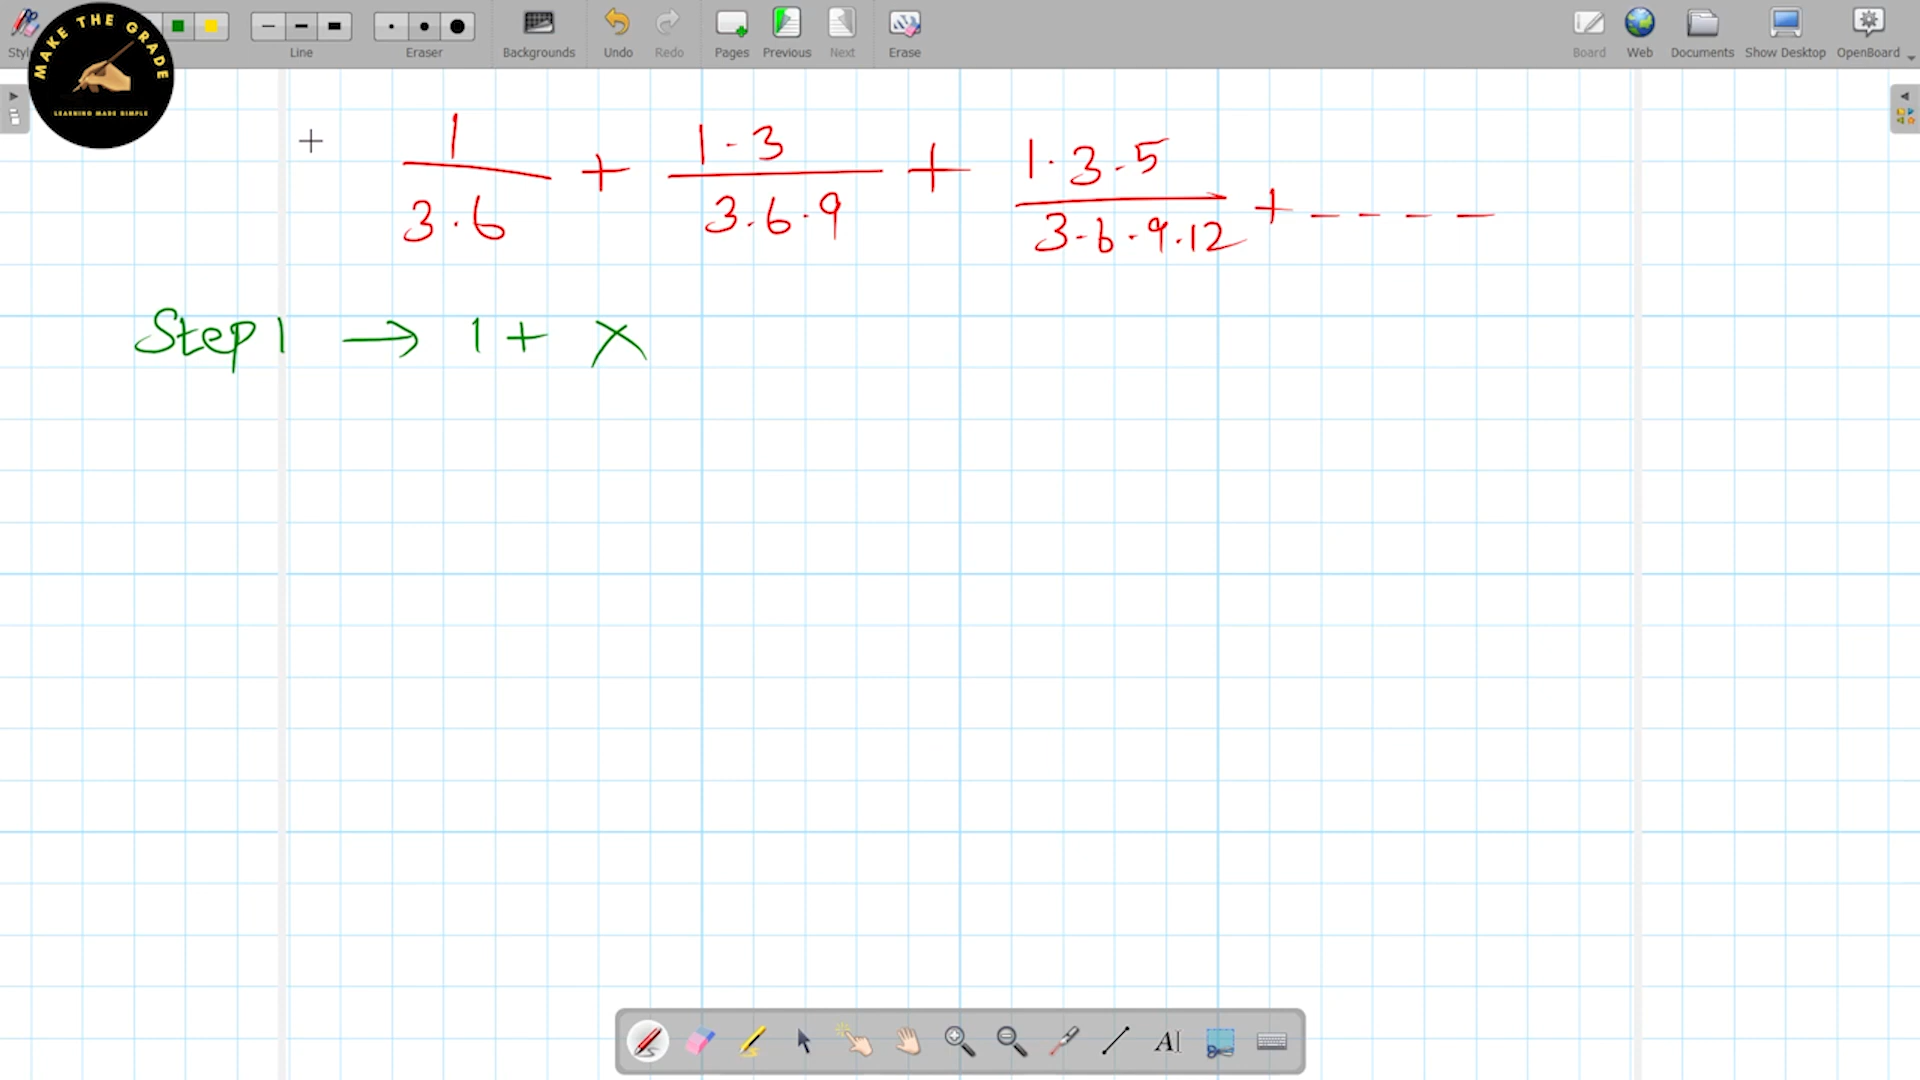 Styl Line Eraser Backgrounds Undo Redo Pages Previous Next Erase Board Web Documents Show Desktop OpenBoard
MAKE THE GRADE
LEARNING MADE SIMPLE
1/3·6 + 1·3/3·6·9 + 1·3·5/3·6·9·12 + ----
Step 1 → 1 + X
AI